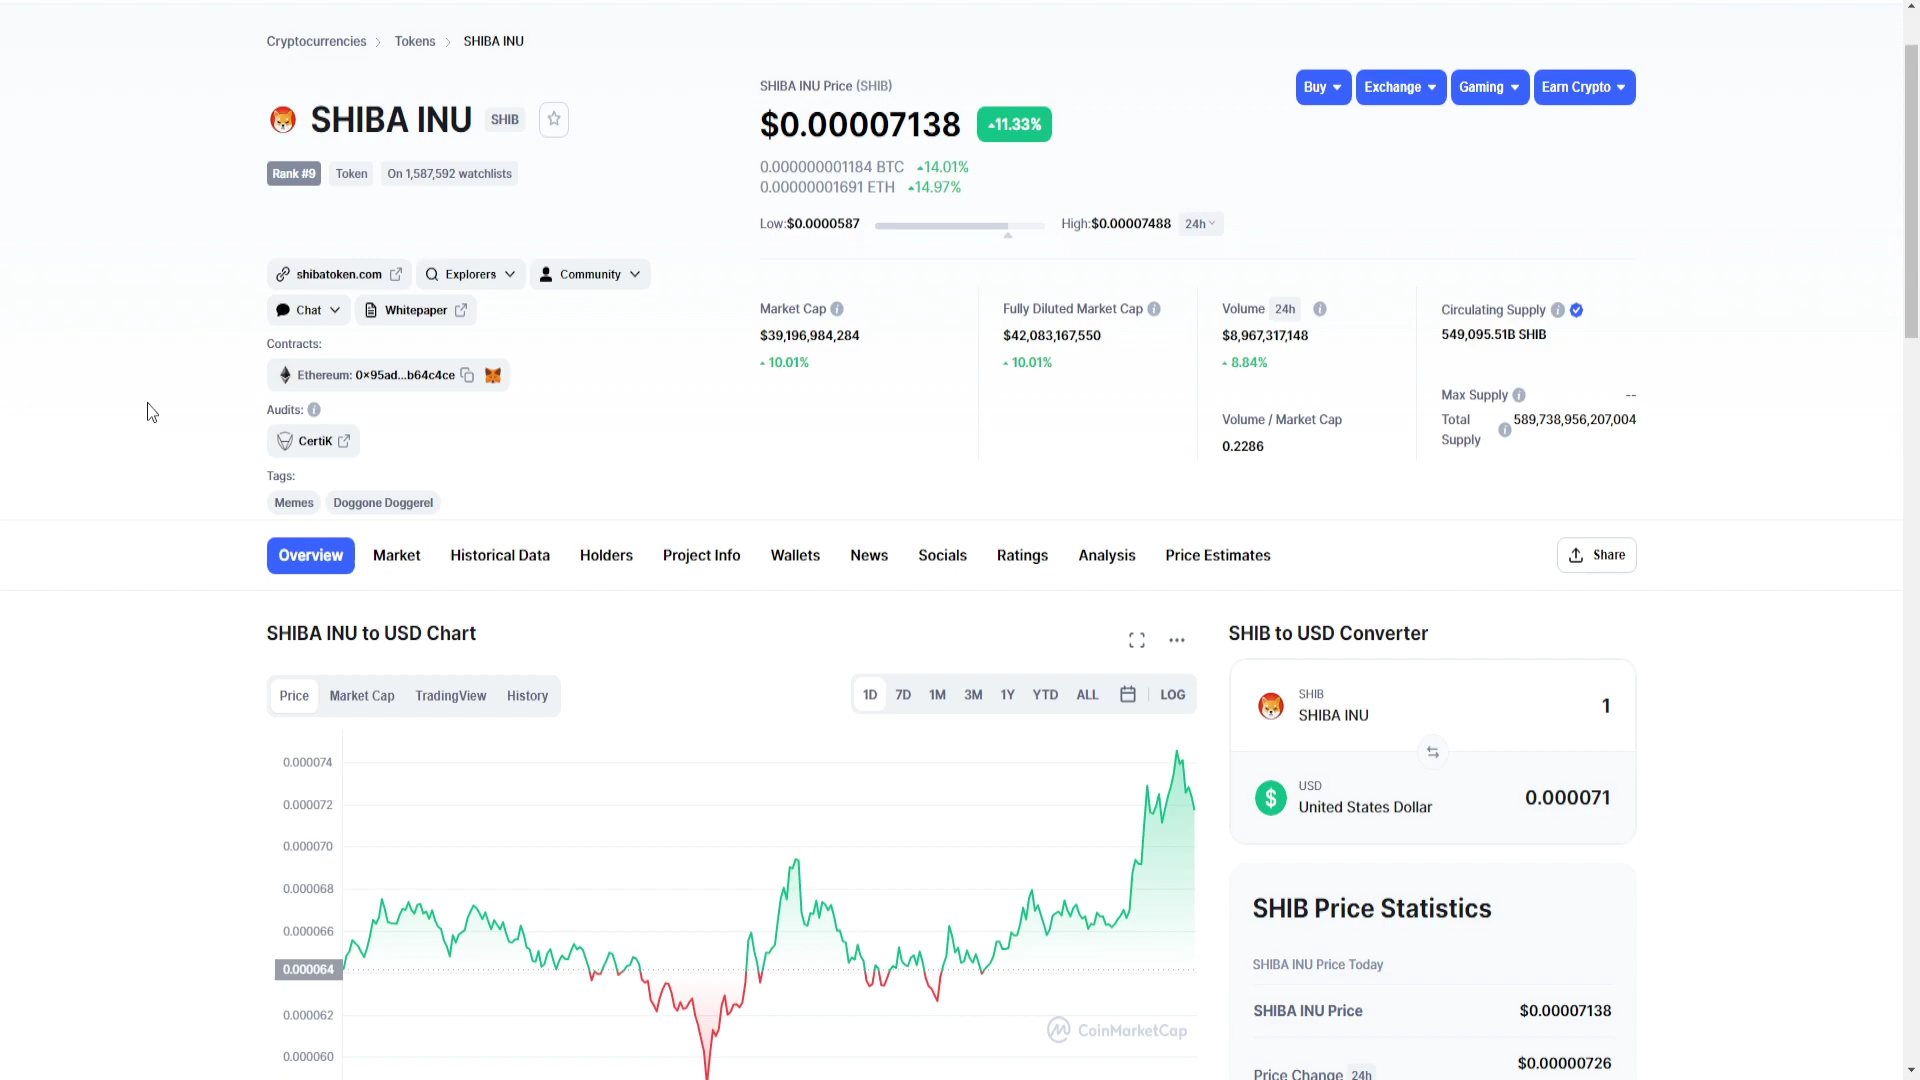 Cryptocurrencies > Tokens > SHIBA INU
SHIBA INU SHIB
Rank #9 Token On 1,587,592 watchlists
SHIBA INU Price (SHIB)
$0.00007138 11.33%
0.000000001184 BTC 14.01%
0.00000001691 ETH 14.97%
Low:$0.0000587 High:$0.00007488 24h
Buy Exchange Gaming Earn Crypto
shibatoken.com Explorers Community
Chat Whitepaper
Contracts:
Ethereum: 0x95ad...b64c4ce
Audits:
CertiK
Tags:
Memes Doggone Doggerel
Market Cap
$39,196,984,284
10.01%
Fully Diluted Market Cap
$42,083,167,550
10.01%
Volume 24h
$8,967,317,148
8.84%
Volume / Market Cap
0.2286
Circulating Supply
549,095.51B SHIB
Max Supply --
Total Supply 589,738,956,207,004
Overview Market Historical Data Holders Project Info Wallets News Socials Ratings Analysis Price Estimates Share
SHIBA INU to USD Chart
Price Market Cap TradingView History
1D 7D 1M 3M 1Y YTD ALL LOG
0.000074
0.000072
0.000070
0.000068
0.000066
0.000064
0.000062
0.000060
CoinMarketCap
SHIB to USD Converter
SHIB
SHIBA INU 1
USD
United States Dollar 0.000071
SHIB Price Statistics
SHIBA INU Price Today
SHIBA INU Price $0.00007138
Price Change 24h $0.00000726